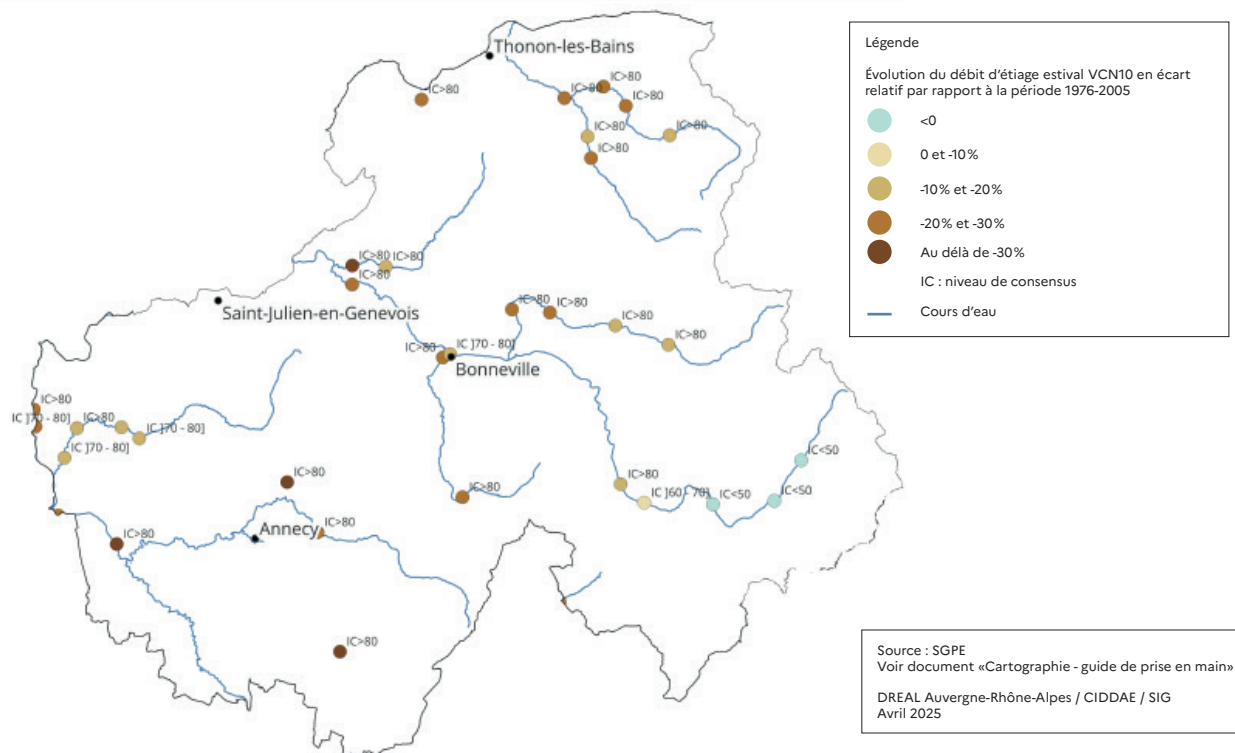 Thonon-les-Bains
IC>80
IC>80
IC>80
IC>80
IC>80
IC>80
IC>80
IC>80
IC>80
IC>80
Saint-Julien-en-Genevois
IC>80
IC>80
IC>80
IC>80
IC>80
IC ]70 - 80]
Bonneville
IC>80
IC ]70 - 80]
IC>80
IC ]70 - 80]
IC ]70 - 80]
IC>80
IC>80
IC>80
IC ]60 - 70]
IC<50
IC<50
IC<50
Annecy
IC>80
IC>80
IC>80
Légende
Évolution du débit d'étiage estival VCN10 en écart
relatif par rapport à la période 1976-2005
<0
0 et -10%
-10% et -20%
-20% et -30%
Au délà de -30%
IC : niveau de consensus
Cours d'eau
Source : SGPE
Voir document «Cartographie - guide de prise en main»
DREAL Auvergne-Rhône-Alpes / CIDDAE / SIG
Avril 2025